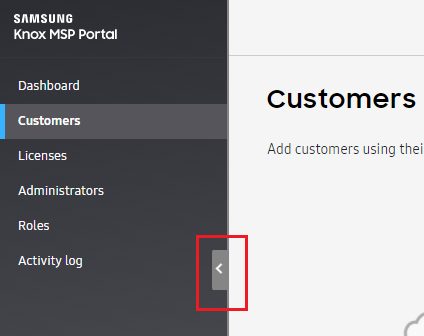 SAMSUNG
Knox MSP Portal
Dashboard
Customers
Licenses
Administrators
Roles
Activity log
Customers
Add customers using thei